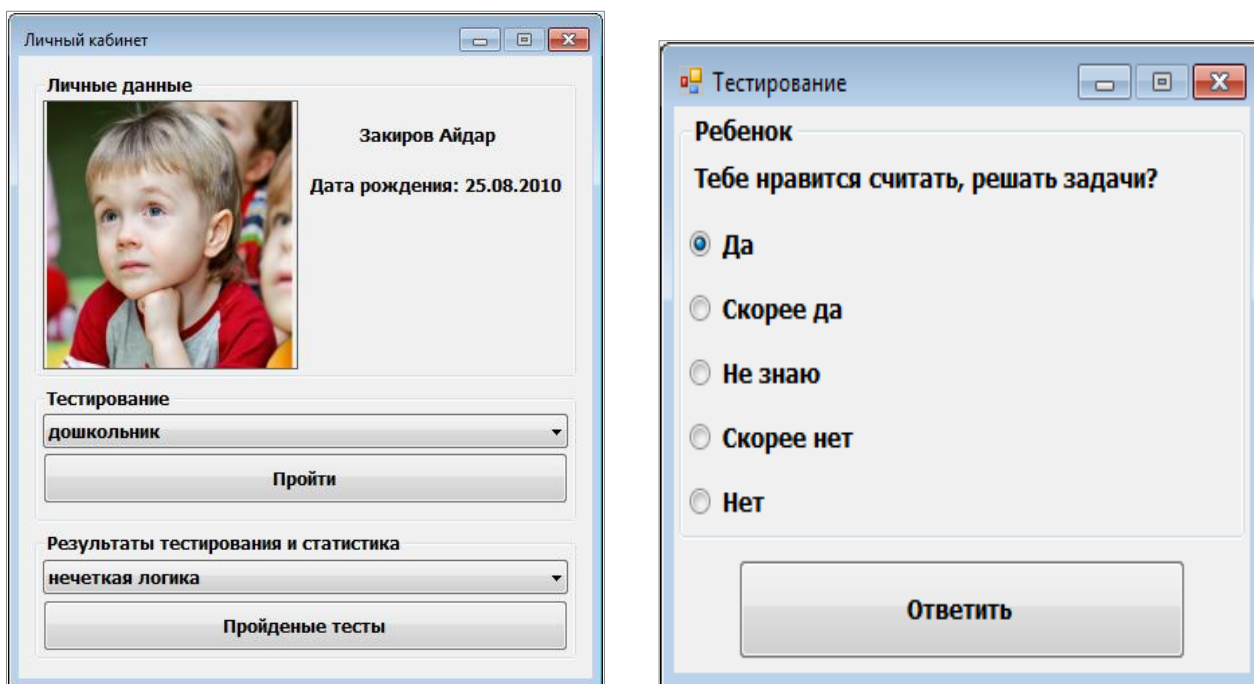 Личный кабинет
Личные данные
Закиров Айдар
Дата рождения: 25.08.2010
Тестирование
дошкольник
Пройти
Результаты тестирования и статистика
нечеткая логика
Пройденые тесты
Тестирование
Ребенок
Тебе нравится считать, решать задачи?
Да
Скорее да
Не знаю
Скорее нет
Нет
Ответить